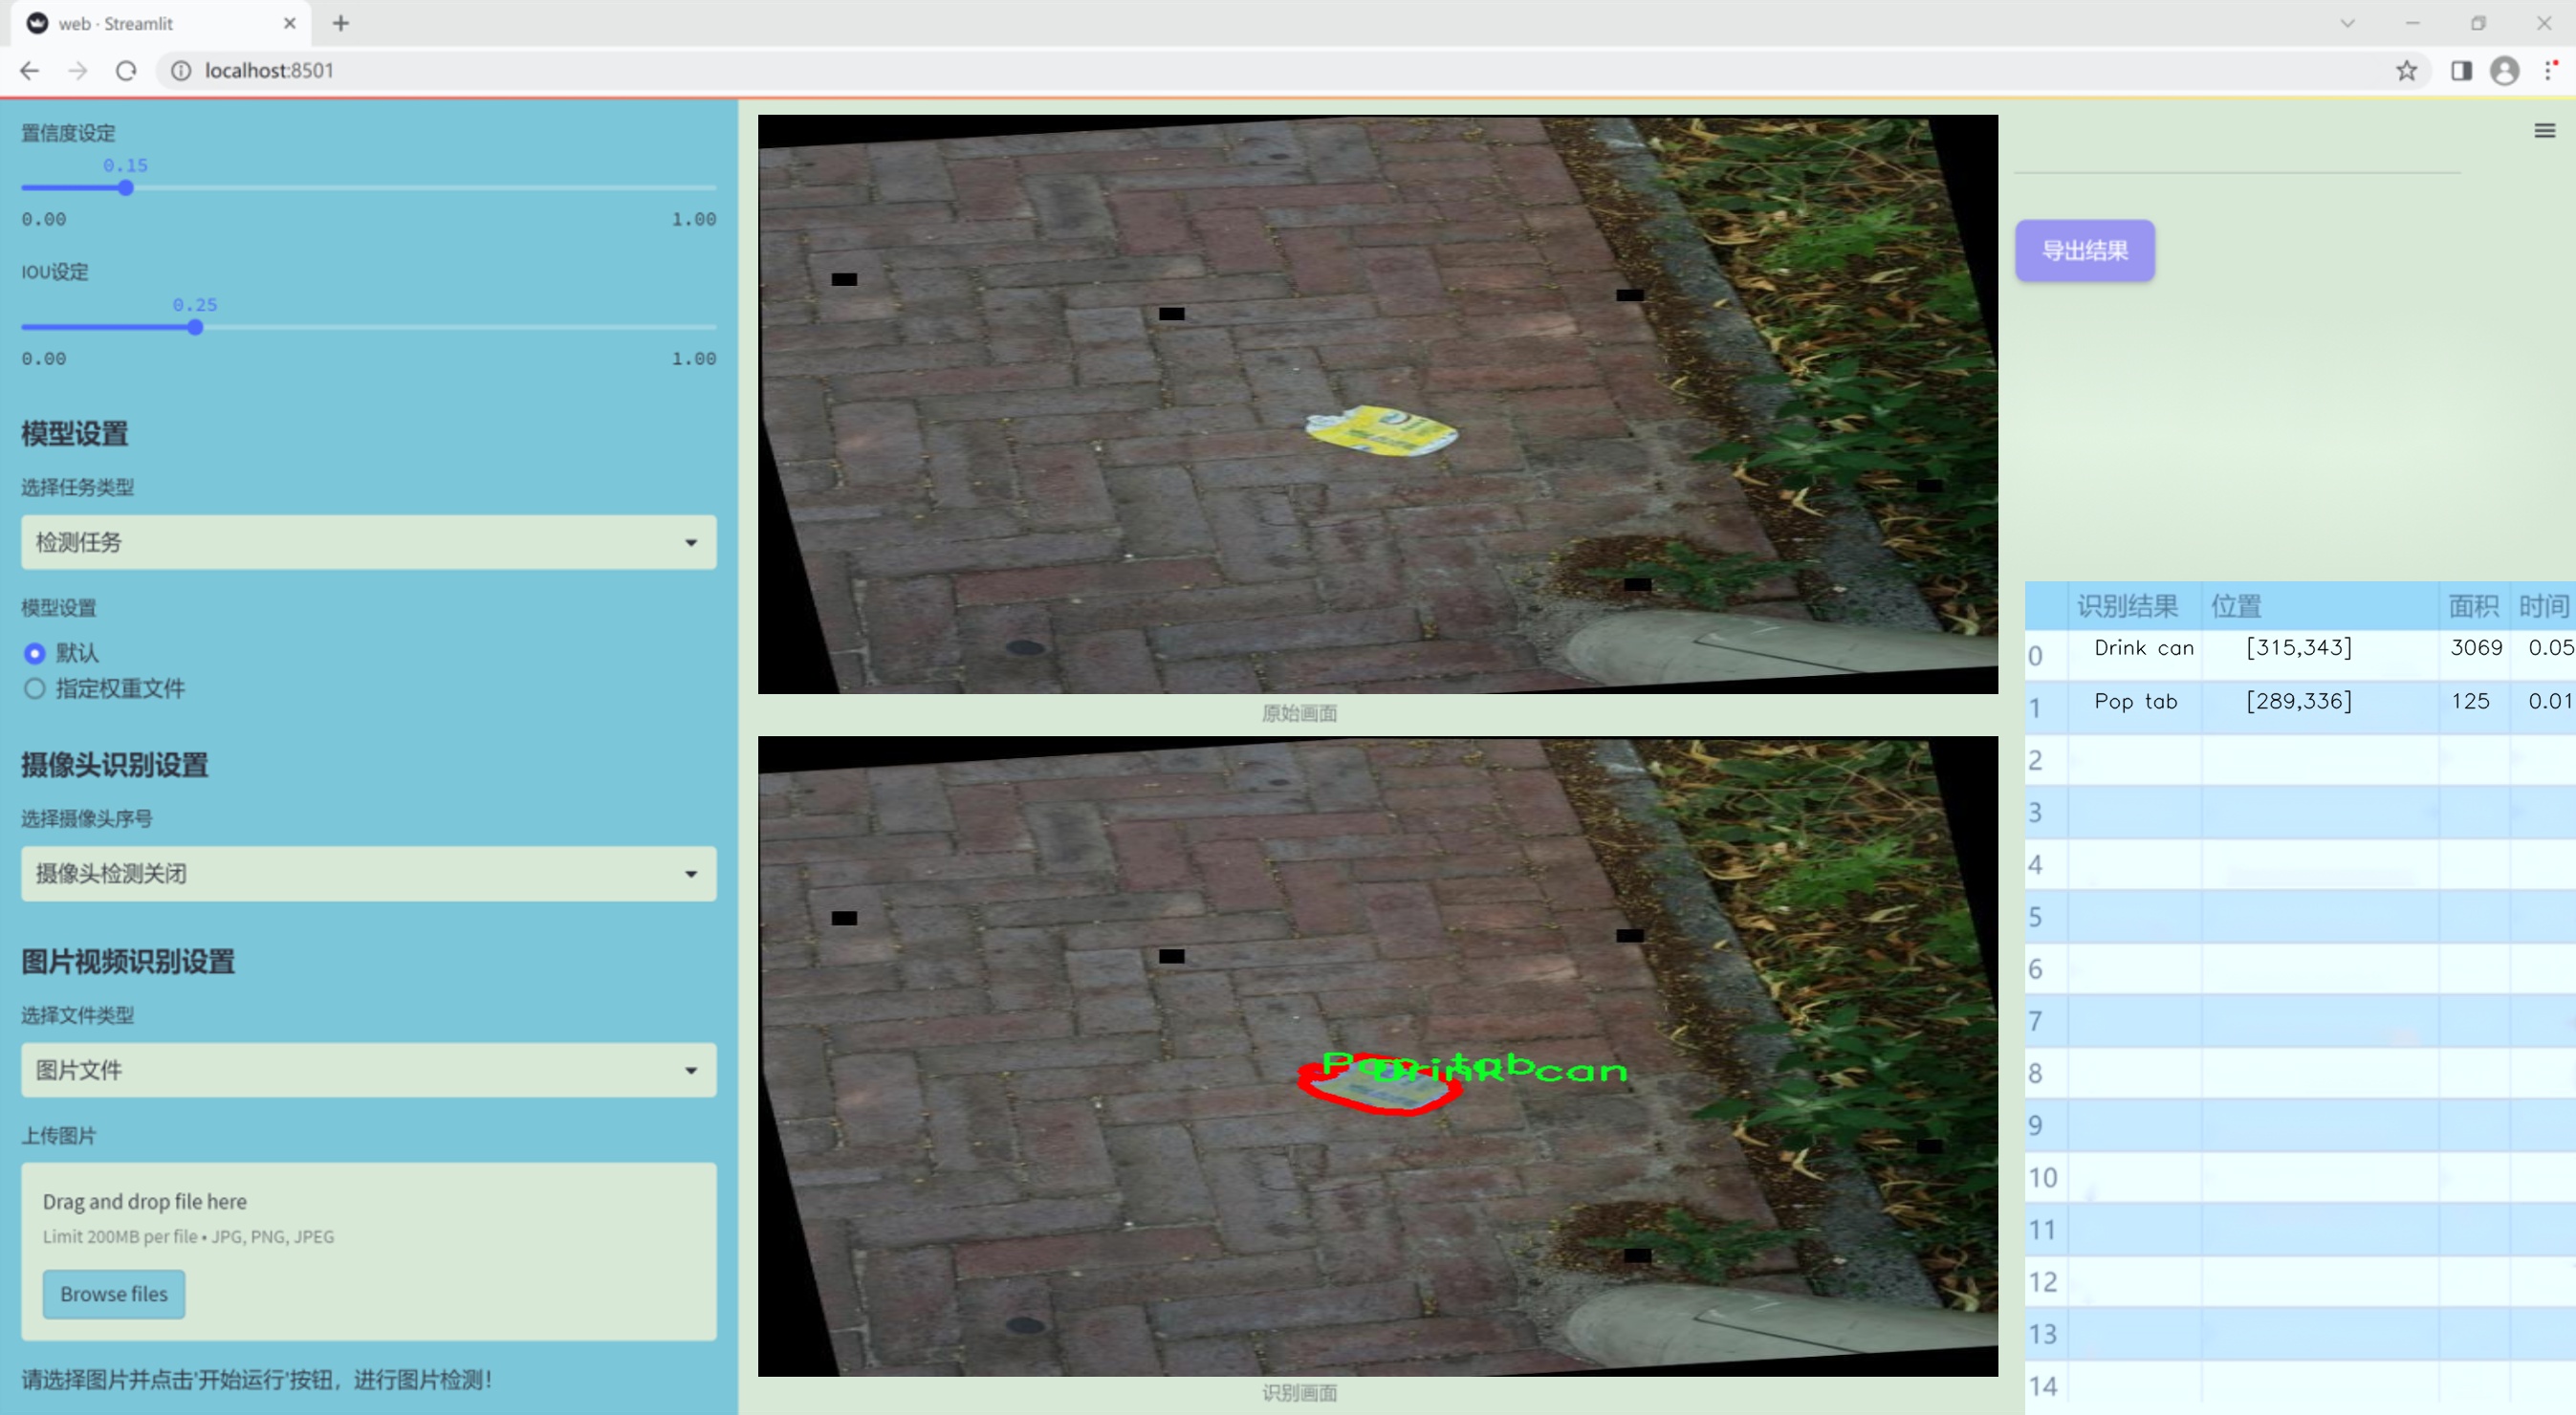 web · Streamlit
localhost:8501
置信度设定
0.15
0.00
1.00
IOU设定
0.25
0.00
1.00
模型设置
选择任务类型
检测任务
模型设置
默认
指定权重文件
摄像头识别设置
选择摄像头序号
摄像头检测关闭
图片视频识别设置
选择文件类型
图片文件
上传图片
Drag and drop file here
Limit 200MB per file • JPG, PNG, JPEG
Browse files
请选择图片并点击'开始运行'按钮，进行图片检测！
原始画面
Pop tab
Drink can
识别画面
导出结果
识别结果 位置 面积 时间
0 Drink can [315,343] 3069 0.05
1 Pop tab [289,336] 125 0.01
2
3
4
5
6
7
8
9
10
11
12
13
14